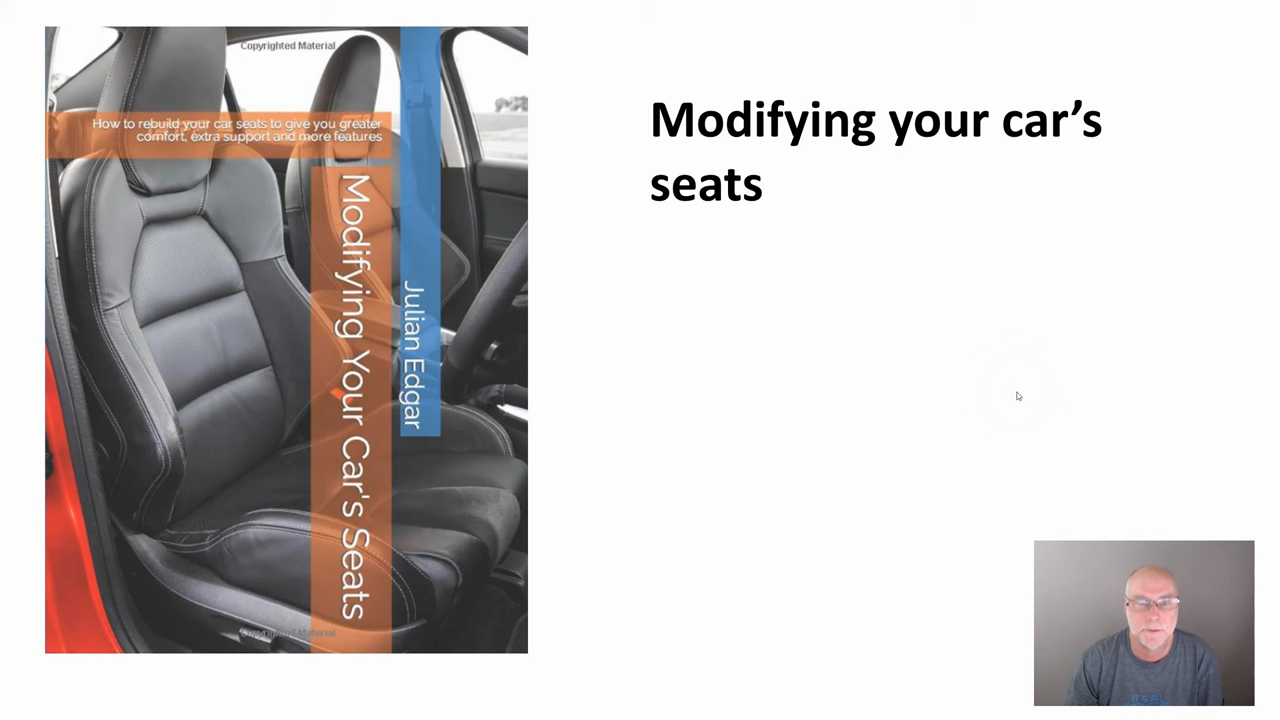 Copyrighted Material
How to rebuild your car seats to give you greater
comfort, extra support and more features
Modifying Your Car's Seats
Julian Edgar
Copyrighted Material
Modifying your car’s
seats